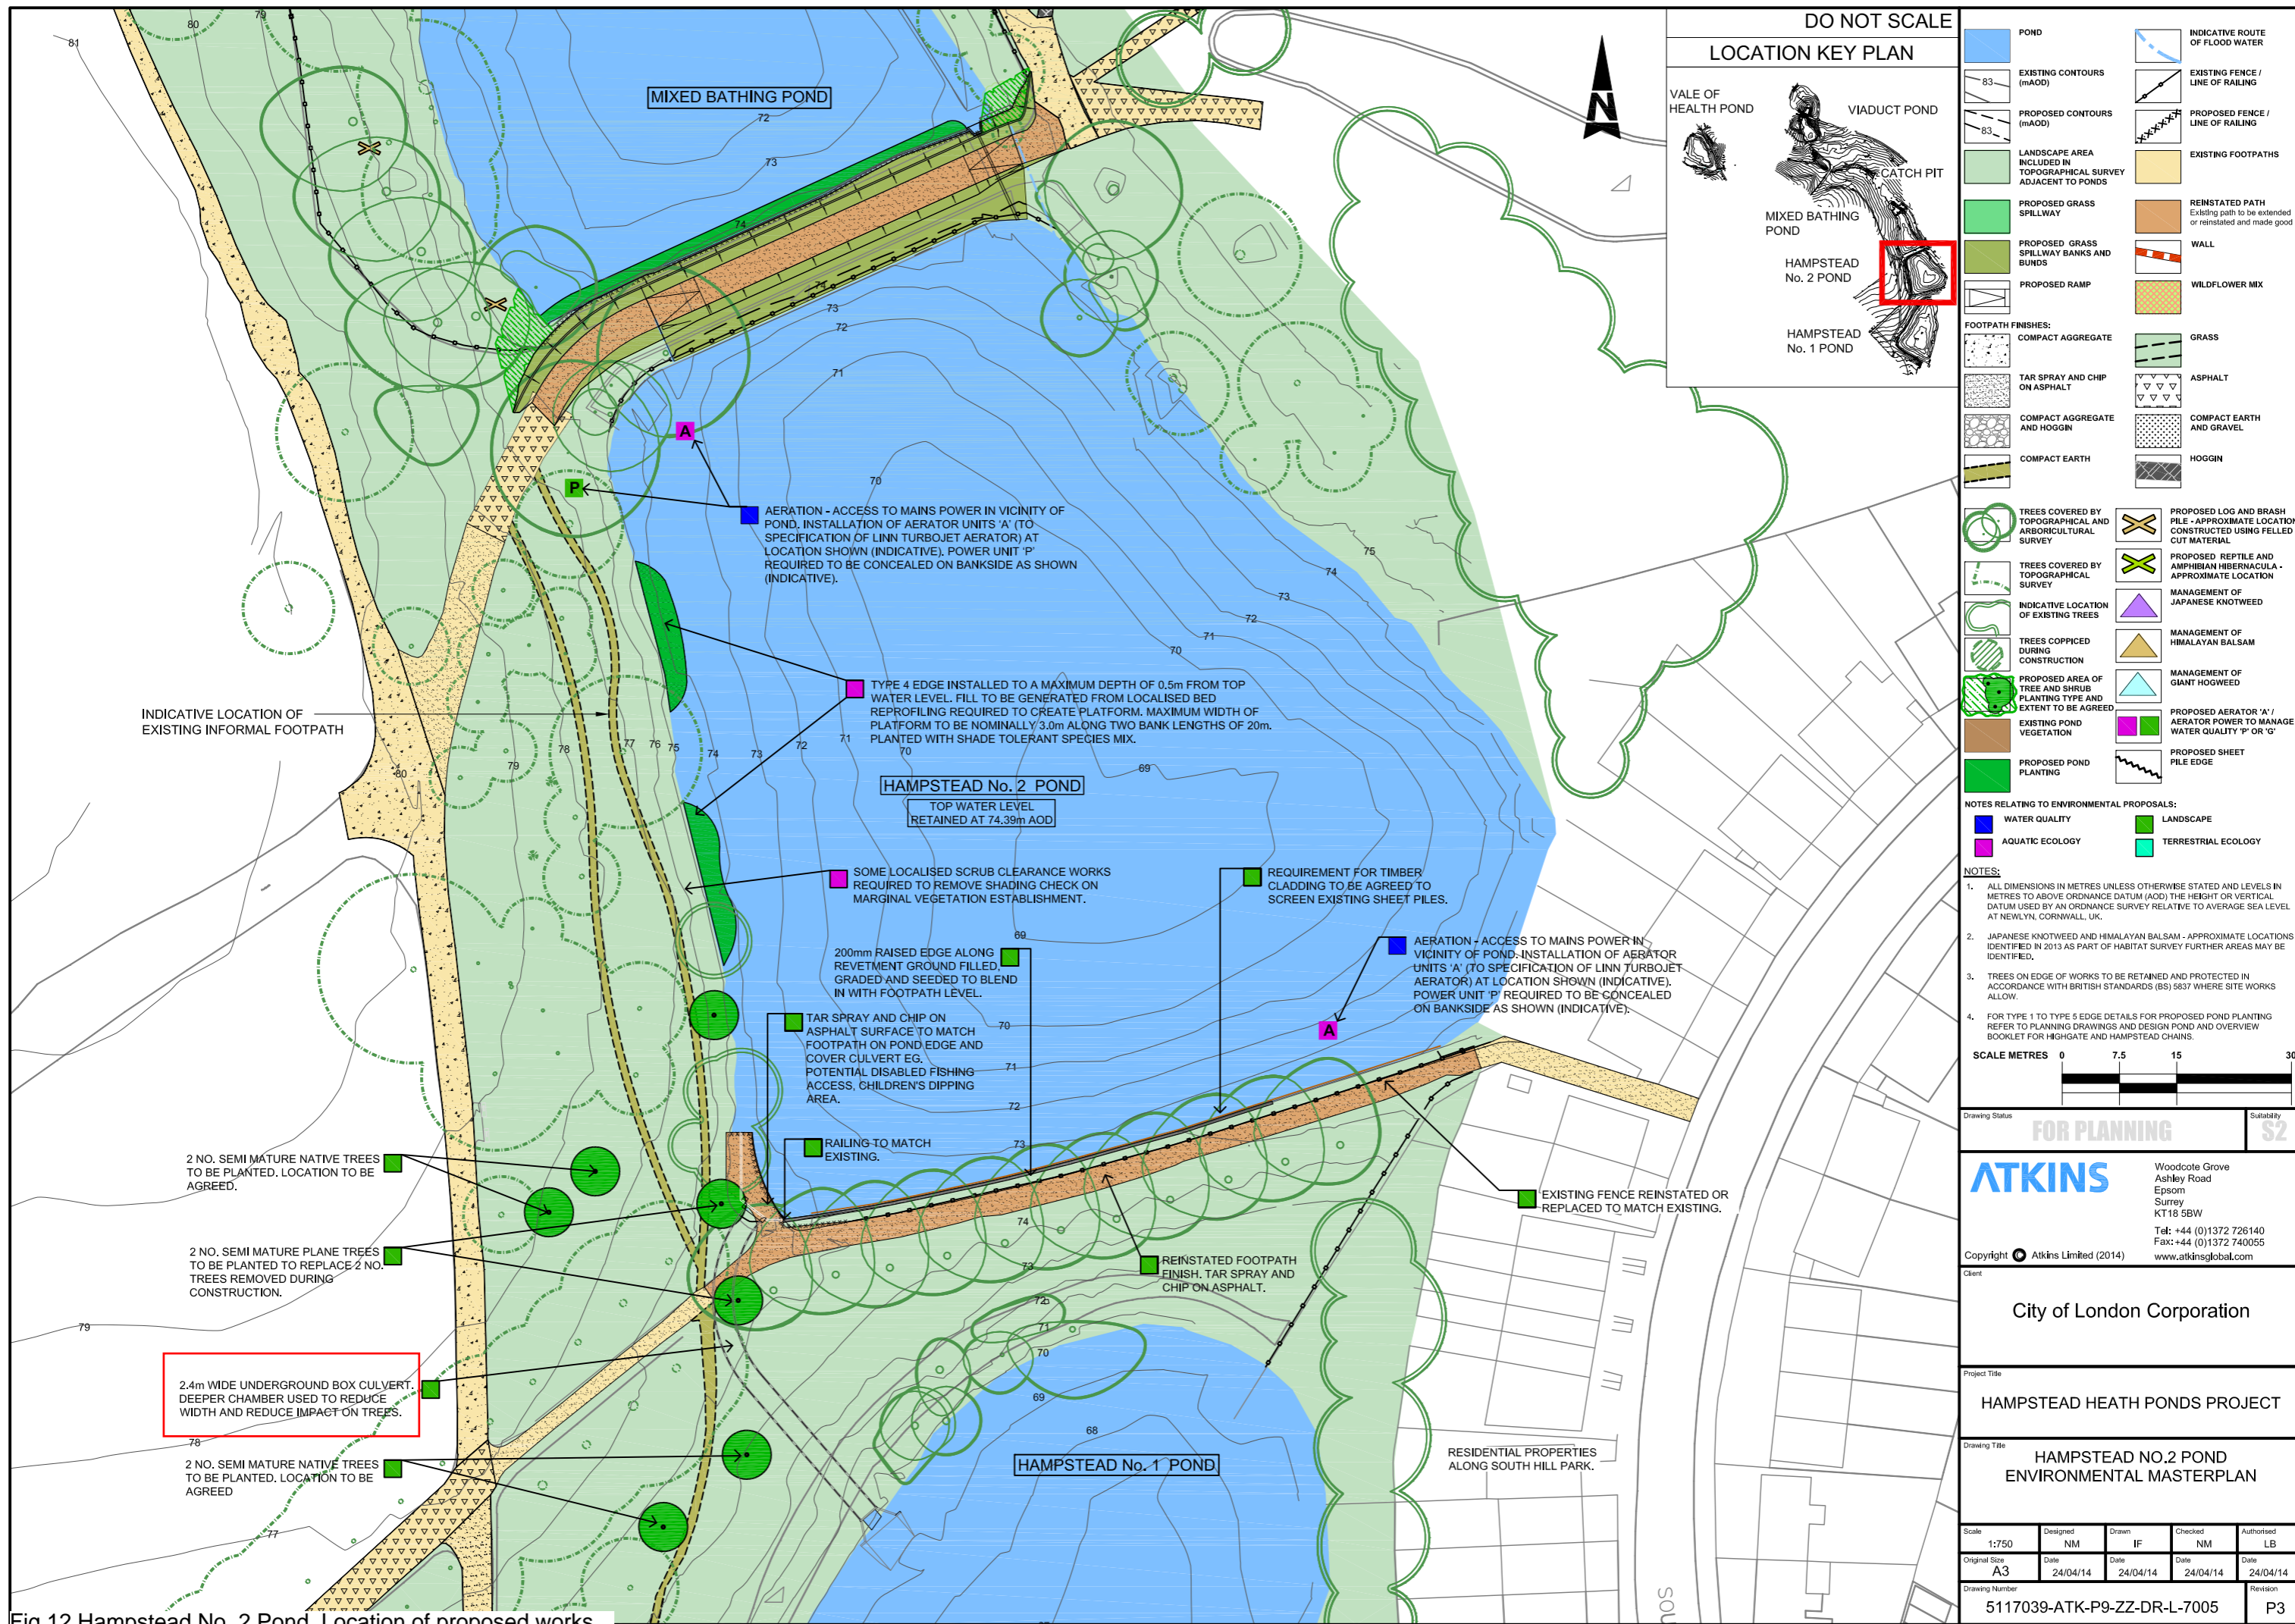 MIXED BATHING POND
AERATION - ACCESS TO MAINS POWER IN VICINITY OF
POND. INSTALLATION OF AERATOR UNITS 'A' (TO
SPECIFICATION OF LINN TURBOJET AERATOR) AT
LOCATION SHOWN (INDICATIVE). POWER UNIT 'P'
REQUIRED TO BE CONCEALED ON BANKSIDE AS SHOWN
(INDICATIVE).
A
P
TYPE 4 EDGE INSTALLED TO A MAXIMUM DEPTH OF 0.5m FROM TOP
WATER LEVEL. FILL TO BE GENERATED FROM LOCALISED BED
REPROFILING REQUIRED TO CREATE PLATFORM. MAXIMUM WIDTH OF
PLATFORM TO BE NOMINALLY 3.0m ALONG TWO BANK LENGTHS OF 20m.
PLANTED WITH SHADE TOLERANT SPECIES MIX.
INDICATIVE LOCATION OF
EXISTING INFORMAL FOOTPATH
HAMPSTEAD No. 2 POND
TOP WATER LEVEL
RETAINED AT 74.39m AOD
SOME LOCALISED SCRUB CLEARANCE WORKS
REQUIRED TO REMOVE SHADING CHECK ON
MARGINAL VEGETATION ESTABLISHMENT.
REQUIREMENT FOR TIMBER
CLADDING TO BE AGREED TO
SCREEN EXISTING SHEET PILES.
200mm RAISED EDGE ALONG
REVETMENT GROUND FILLED,
GRADED AND SEEDED TO BLEND
IN WITH FOOTPATH LEVEL.
AERATION - ACCESS TO MAINS POWER IN
VICINITY OF POND. INSTALLATION OF AERATOR
UNITS 'A' (TO SPECIFICATION OF LINN TURBOJET
AERATOR) AT LOCATION SHOWN (INDICATIVE).
POWER UNIT 'P' REQUIRED TO BE CONCEALED
ON BANKSIDE AS SHOWN (INDICATIVE).
A
TAR SPRAY AND CHIP ON
ASPHALT SURFACE TO MATCH
FOOTPATH ON POND EDGE AND
COVER CULVERT EG.
POTENTIAL DISABLED FISHING
ACCESS, CHILDREN'S DIPPING
AREA.
RAILING TO MATCH
EXISTING.
2 NO. SEMI MATURE NATIVE TREES
TO BE PLANTED. LOCATION TO BE
AGREED.
EXISTING FENCE REINSTATED OR
REPLACED TO MATCH EXISTING.
2 NO. SEMI MATURE PLANE TREES
TO BE PLANTED TO REPLACE 2 NO.
TREES REMOVED DURING
CONSTRUCTION.
REINSTATED FOOTPATH
FINISH. TAR SPRAY AND
CHIP ON ASPHALT.
2.4m WIDE UNDERGROUND BOX CULVERT.
DEEPER CHAMBER USED TO REDUCE
WIDTH AND REDUCE IMPACT ON TREES.
2 NO. SEMI MATURE NATIVE TREES
TO BE PLANTED. LOCATION TO BE
AGREED
HAMPSTEAD No. 1 POND
RESIDENTIAL PROPERTIES
ALONG SOUTH HILL PARK.
SOU
Fig 12 Hampstead No. 2 Pond. Location of proposed works
DO NOT SCALE
LOCATION KEY PLAN
N
VALE OF
HEALTH POND
VIADUCT POND
CATCH PIT
MIXED BATHING
POND
HAMPSTEAD
No. 2 POND
HAMPSTEAD
No. 1 POND
POND
INDICATIVE ROUTE
OF FLOOD WATER
83
EXISTING CONTOURS
(mAOD)
EXISTING FENCE /
LINE OF RAILING
83
PROPOSED CONTOURS
(mAOD)
PROPOSED FENCE /
LINE OF RAILING
LANDSCAPE AREA
INCLUDED IN
TOPOGRAPHICAL SURVEY
ADJACENT TO PONDS
EXISTING FOOTPATHS
PROPOSED GRASS
SPILLWAY
REINSTATED PATH
Existing path to be extended
or reinstated and made good
PROPOSED GRASS
SPILLWAY BANKS AND
BUNDS
WALL
PROPOSED RAMP
WILDFLOWER MIX
FOOTPATH FINISHES:
COMPACT AGGREGATE
GRASS
TAR SPRAY AND CHIP
ON ASPHALT
ASPHALT
COMPACT AGGREGATE
AND HOGGIN
COMPACT EARTH
AND GRAVEL
COMPACT EARTH
HOGGIN
TREES COVERED BY
TOPOGRAPHICAL AND
ARBORICULTURAL
SURVEY
PROPOSED LOG AND BRASH
PILE - APPROXIMATE LOCATION
CONSTRUCTED USING FELLED
CUT MATERIAL
TREES COVERED BY
TOPOGRAPHICAL
SURVEY
PROPOSED REPTILE AND
AMPHIBIAN HIBERNACULA -
APPROXIMATE LOCATION
INDICATIVE LOCATION
OF EXISTING TREES
MANAGEMENT OF
JAPANESE KNOTWEED
TREES COPPICED
DURING
CONSTRUCTION
MANAGEMENT OF
HIMALAYAN BALSAM
PROPOSED AREA OF
TREE AND SHRUB
PLANTING TYPE AND
EXTENT TO BE AGREED
MANAGEMENT OF
GIANT HOGWEED
EXISTING POND
VEGETATION
PROPOSED AERATOR 'A' /
AERATOR POWER TO MANAGE
WATER QUALITY 'P' OR 'G'
PROPOSED POND
PLANTING
PROPOSED SHEET
PILE EDGE
NOTES RELATING TO ENVIRONMENTAL PROPOSALS:
WATER QUALITY
LANDSCAPE
AQUATIC ECOLOGY
TERRESTRIAL ECOLOGY
NOTES:
1. ALL DIMENSIONS IN METRES UNLESS OTHERWISE STATED AND LEVELS IN
METRES TO ABOVE ORDNANCE DATUM (AOD) THE HEIGHT OR VERTICAL
DATUM USED BY AN ORDNANCE SURVEY RELATIVE TO AVERAGE SEA LEVEL
AT NEWLYN, CORNWALL, UK.
2. JAPANESE KNOTWEED AND HIMALAYAN BALSAM - APPROXIMATE LOCATIONS
IDENTIFIED IN 2013 AS PART OF HABITAT SURVEY FURTHER AREAS MAY BE
IDENTIFIED.
3. TREES ON EDGE OF WORKS TO BE RETAINED AND PROTECTED IN
ACCORDANCE WITH BRITISH STANDARDS (BS) 5837 WHERE SITE WORKS
ALLOW.
4. FOR TYPE 1 TO TYPE 5 EDGE DETAILS FOR PROPOSED POND PLANTING
REFER TO PLANNING DRAWINGS AND DESIGN POND AND OVERVIEW
BOOKLET FOR HIGHGATE AND HAMPSTEAD CHAINS.
SCALE METRES 0 7.5 15 30
Drawing Status
Suitability
FOR PLANNING
S2
ATKINS
Woodcote Grove
Ashley Road
Epsom
Surrey
KT18 5BW
Tel: +44 (0)1372 726140
Fax: +44 (0)1372 740055
www.atkinsglobal.com
Copyright © Atkins Limited (2014)
Client
City of London Corporation
Project Title
HAMPSTEAD HEATH PONDS PROJECT
Drawing Title
HAMPSTEAD NO.2 POND
ENVIRONMENTAL MASTERPLAN
Scale Designed Drawn Checked Authorised
1:750 NM IF NM LB
Original Size Date Date Date Date
A3 24/04/14 24/04/14 24/04/14 24/04/14
Drawing Number Revision
5117039-ATK-P9-ZZ-DR-L-7005 P3